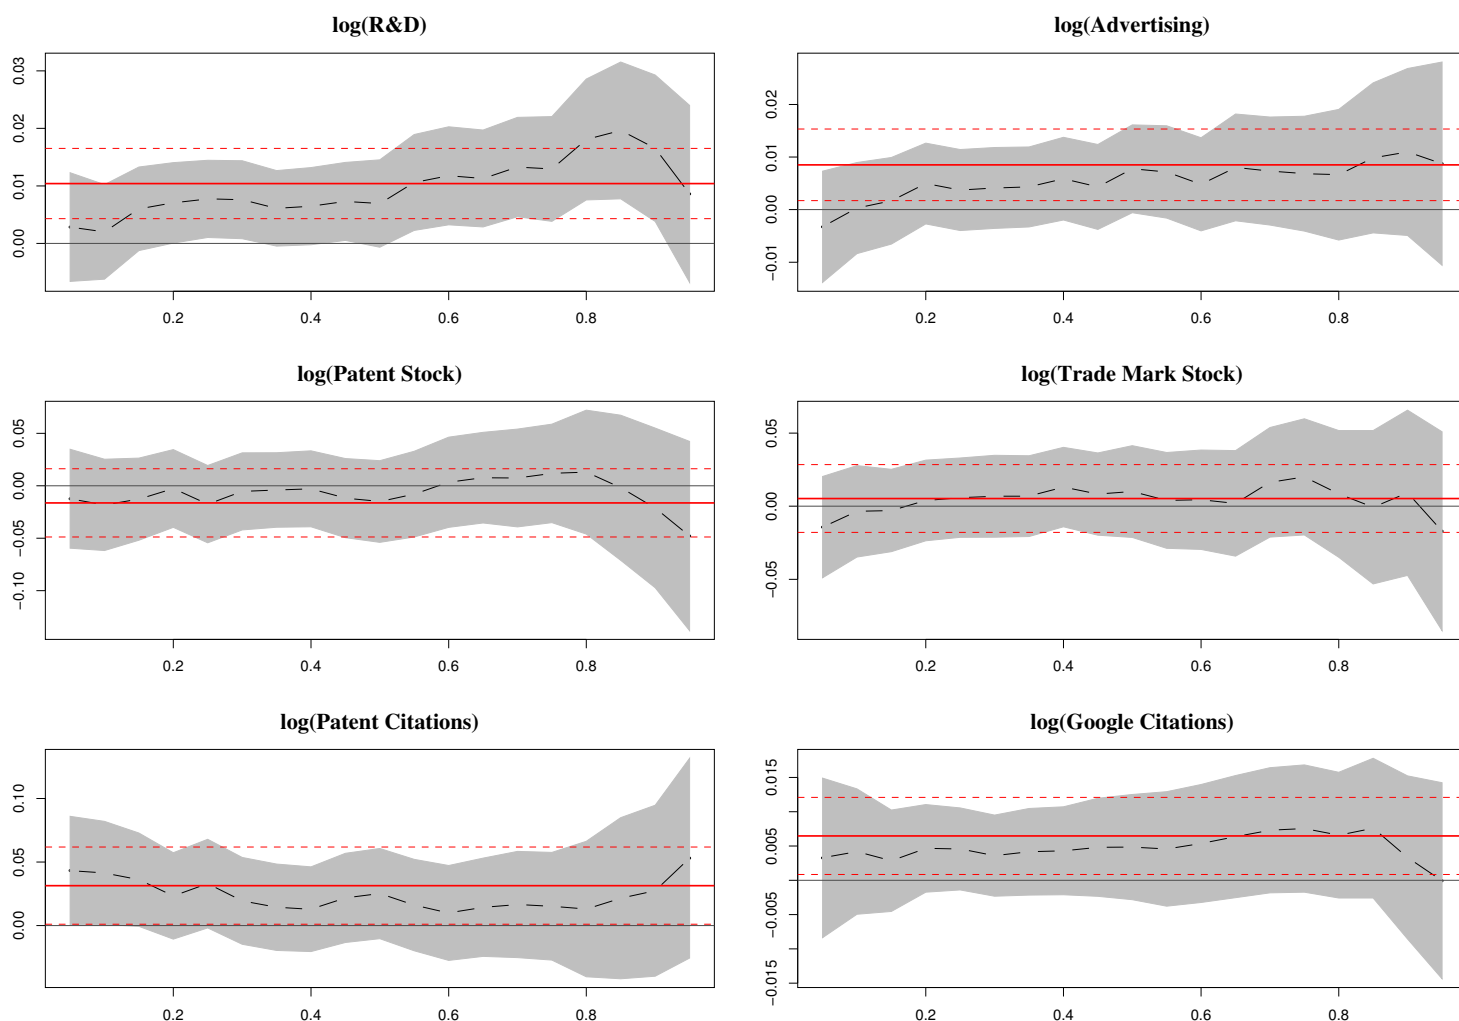 log(R&D)
0.03
0.02
0.01
0.00
0.2 0.4 0.6 0.8
log(Advertising)
0.02
0.01
0.00
−0.01
0.2 0.4 0.6 0.8
log(Patent Stock)
0.05
0.00
−0.05
−0.10
0.2 0.4 0.6 0.8
log(Trade Mark Stock)
0.05
0.00
−0.05
0.2 0.4 0.6 0.8
log(Patent Citations)
0.10
0.05
0.00
0.2 0.4 0.6 0.8
log(Google Citations)
0.015
0.005
−0.005
−0.015
0.2 0.4 0.6 0.8